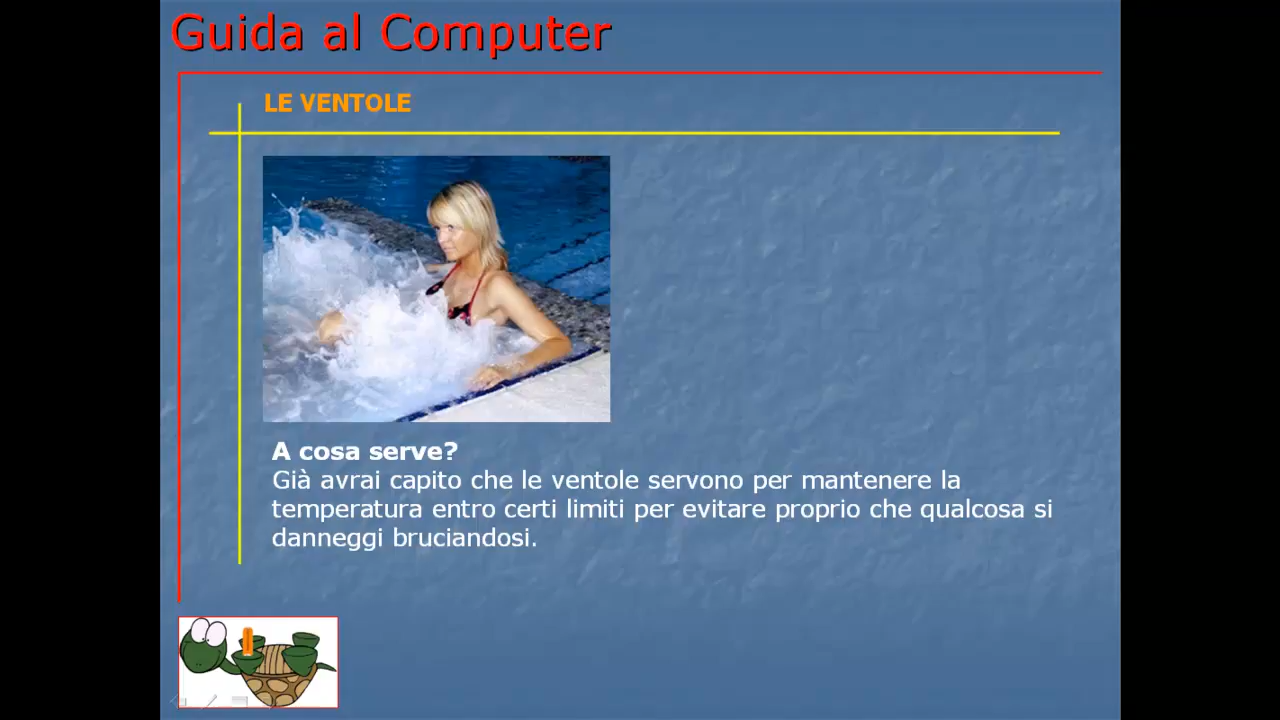 Guida al Computer
LE VENTOLE
A cosa serve?
Già avrai capito che le ventole servono per mantenere la
temperatura entro certi limiti per evitare proprio che qualcosa si
danneggi bruciandosi.